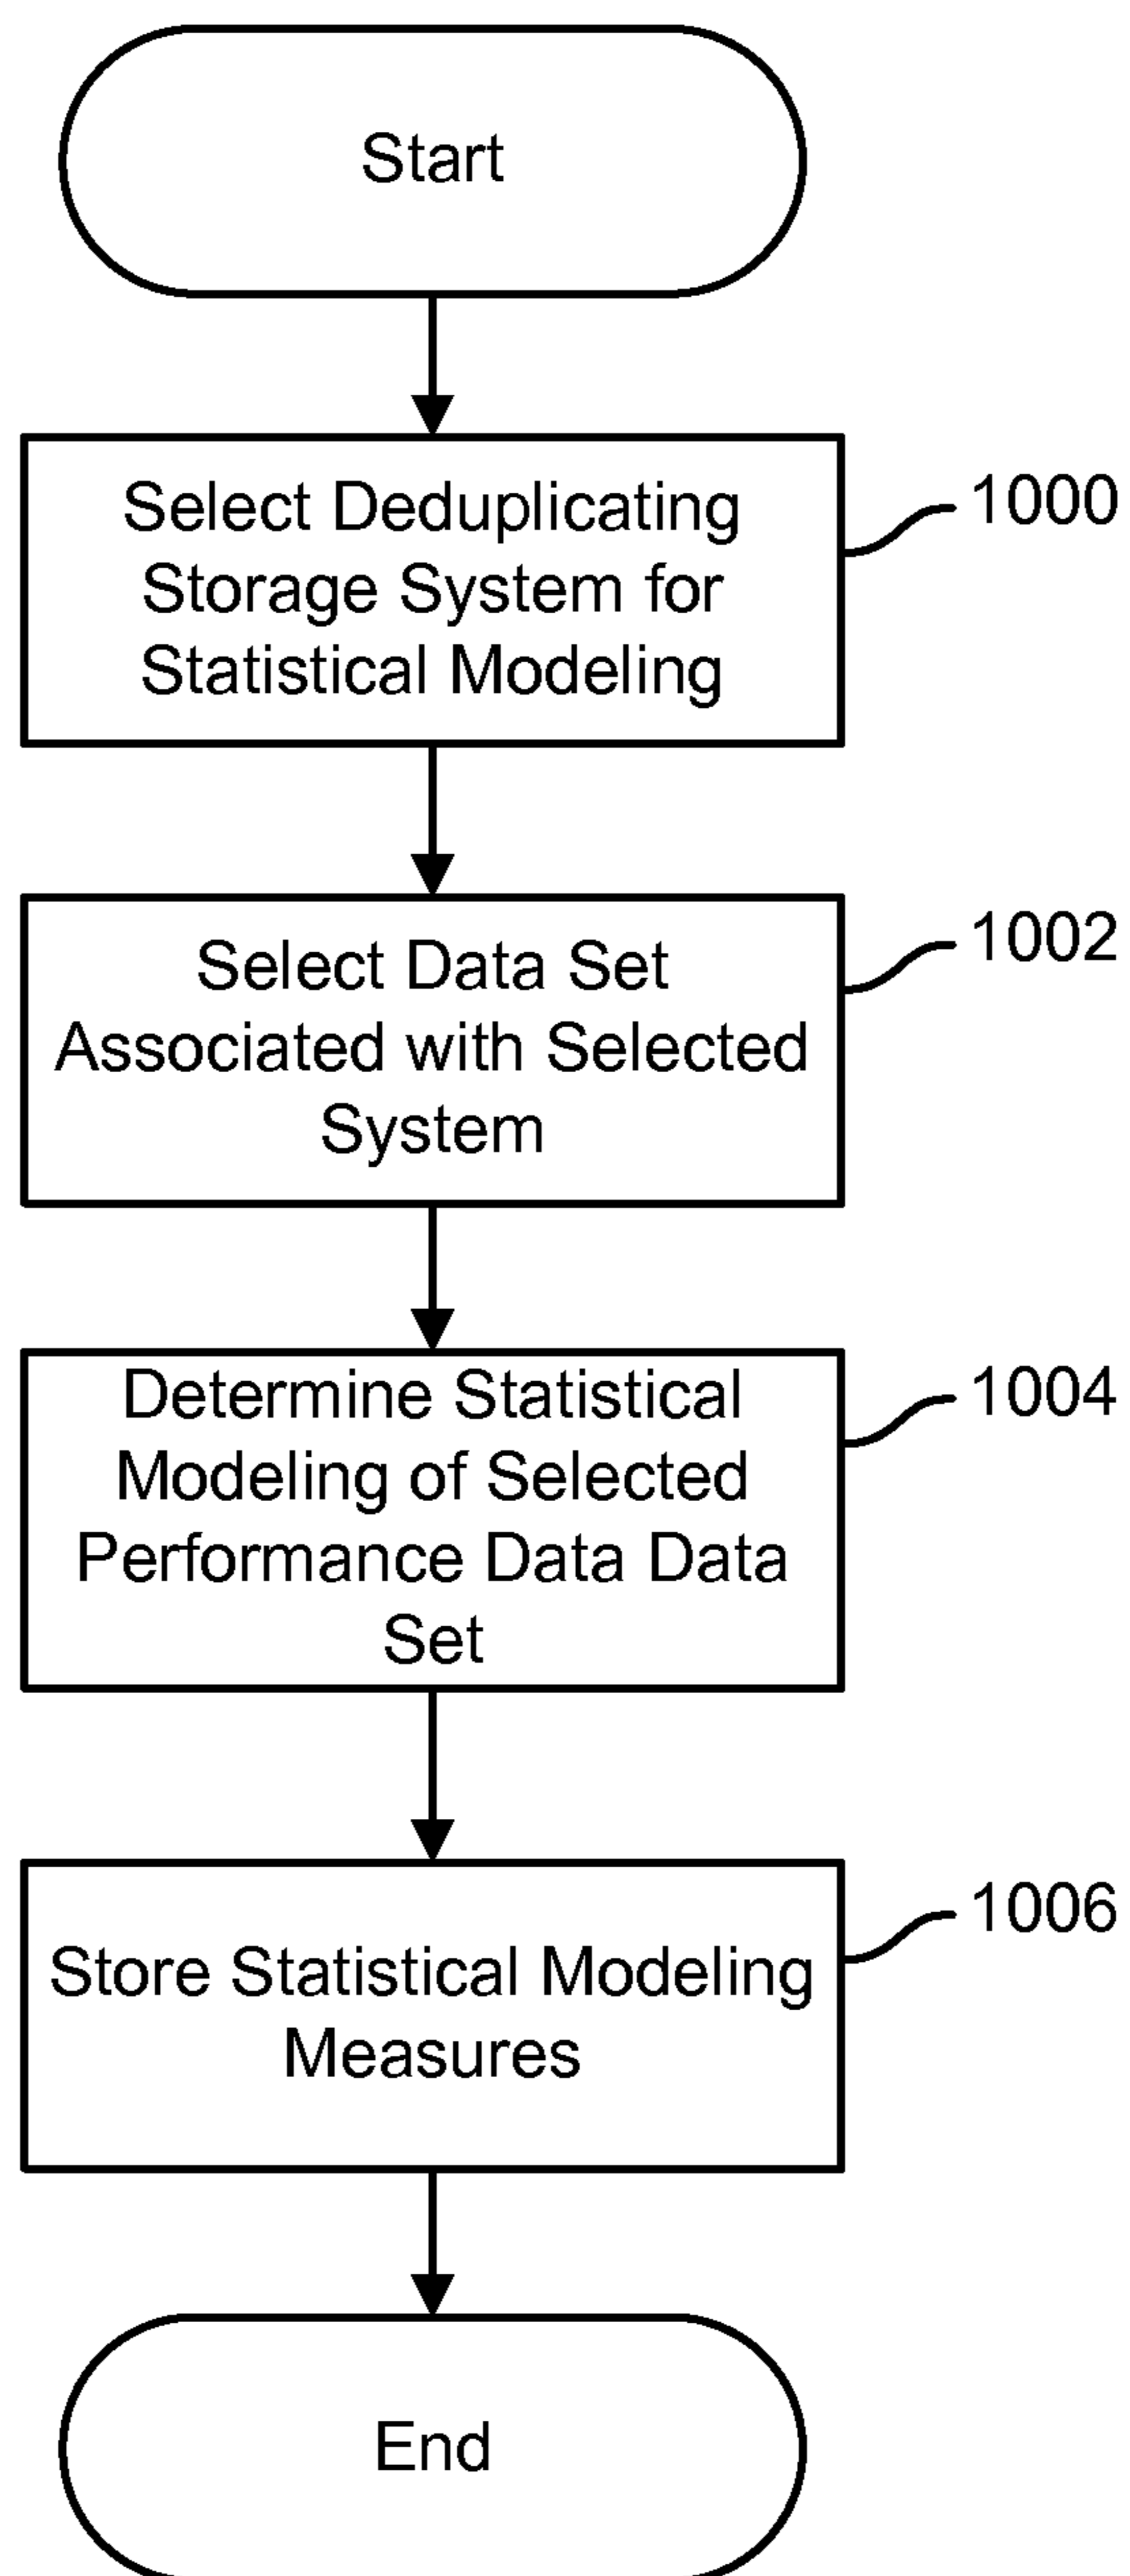 Start
Select Deduplicating
Storage System for
Statistical Modeling
1000
Select Data Set
Associated with Selected
System
1002
Determine Statistical
Modeling of Selected
Performance Data Data
Set
1004
Store Statistical Modeling
Measures
1006
End